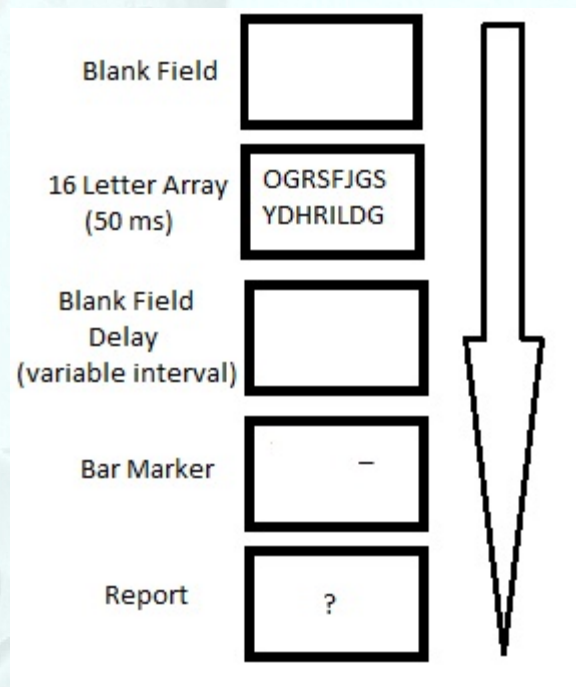 Blank Field
16 Letter Array
(50 ms)
OGRSFJGS
YDHRILDG
Blank Field
Delay
(variable interval)
Bar Marker
–
Report
?